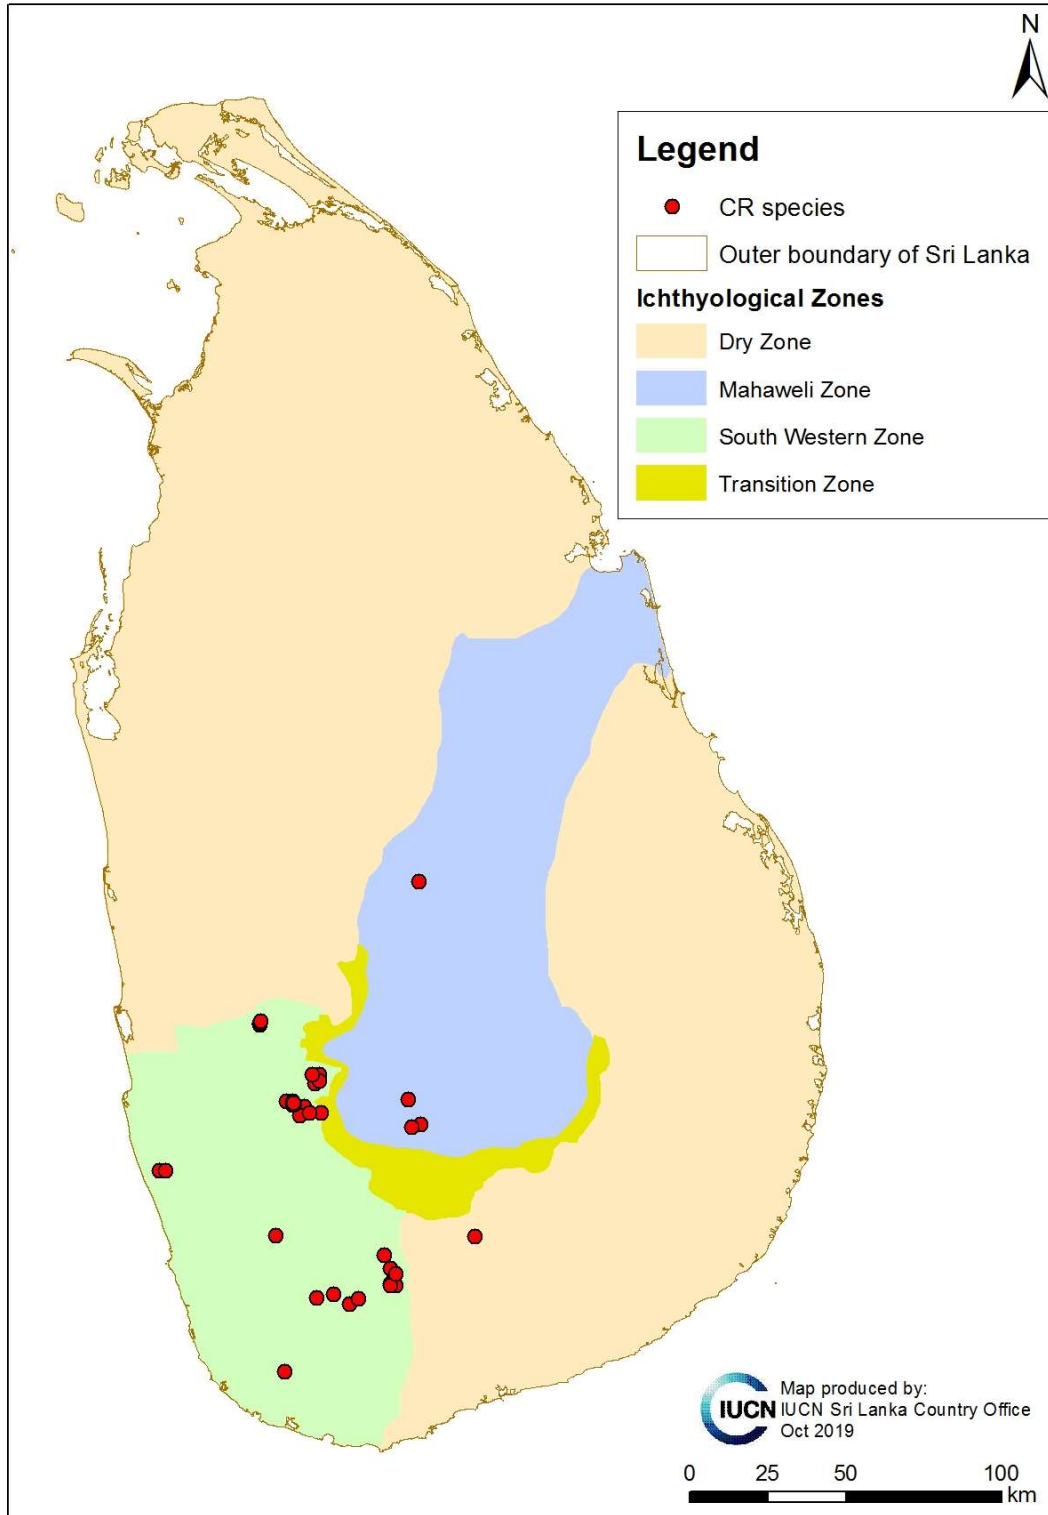 N
Legend
CR species
Outer boundary of Sri Lanka
Ichthyological Zones
Dry Zone
Mahaweli Zone
South Western Zone
Transition Zone
IUCN
Map produced by:
IUCN Sri Lanka Country Office
Oct 2019
0 25 50 100
km